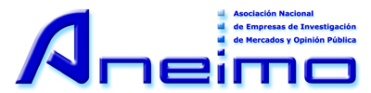 Asociación Nacional
de Empresas de Investigación
de Mercados y Opinión Pública
Aneimo